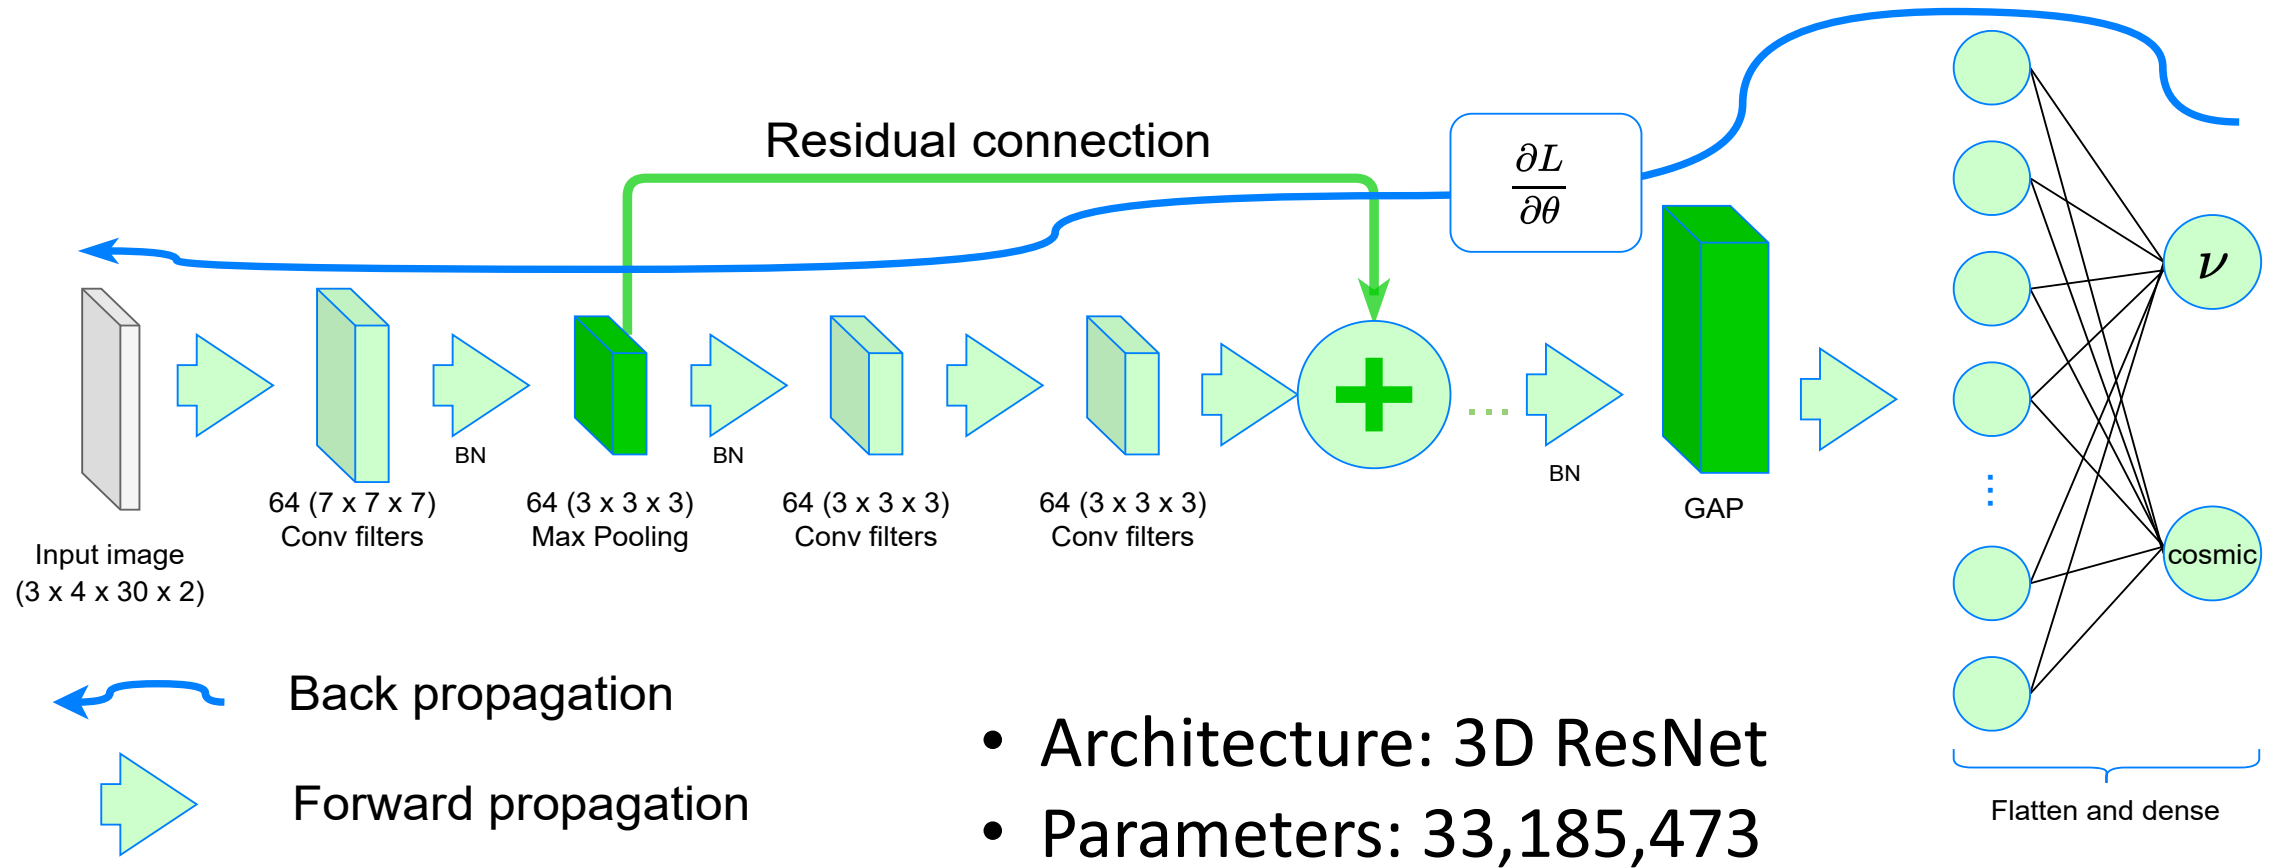 Residual connection
∂L
∂θ
ν
cosmic
BN
BN
BN
64 (7 x 7 x 7)
Conv filters
64 (3 x 3 x 3)
Max Pooling
64 (3 x 3 x 3)
Conv filters
64 (3 x 3 x 3)
Conv filters
...
GAP
Input image
(3 x 4 x 30 x 2)
Back propagation
Forward propagation
• Architecture: 3D ResNet
• Parameters: 33,185,473
Flatten and dense